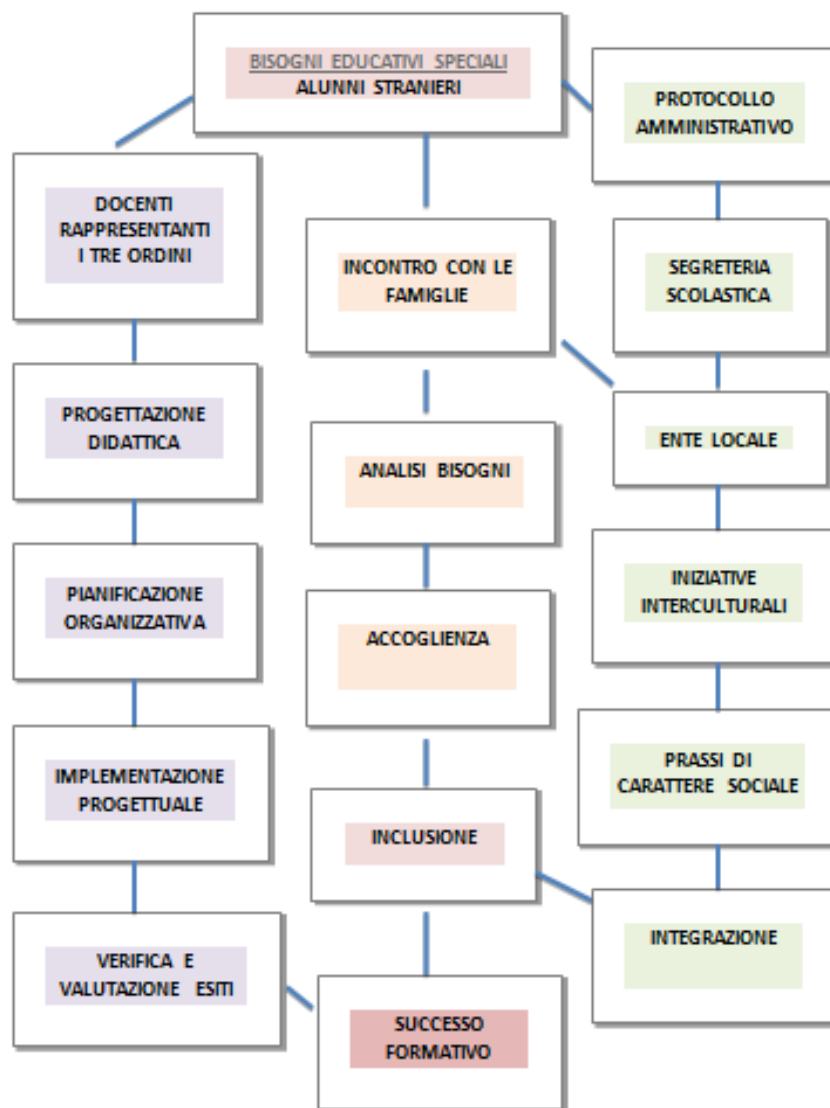 BISOGNI EDUCATIVI SPECIALI
ALUNNI STRANIERI
PROTOCOLLO
AMMINISTRATIVO
DOCENTI
RAPPRESENTANTI
I TRE ORDINI
INCONTRO CON LE
FAMIGLIE
SEGRETERIA
SCOLASTICA
PROGETTAZIONE
DIDATTICA
ANALISI BISOGNI
ENTE LOCALE
PIANIFICAZIONE
ORGANIZZATIVA
ACCOGLIENZA
INIZIATIVE
INTERCULTURALI
IMPLEMENTAZIONE
PROGETTUALE
INCLUSIONE
PRASSI DI
CARATTERE SOCIALE
VERIFICA E
VALUTAZIONE ESITI
SUCCESSO
FORMATIVO
INTEGRAZIONE